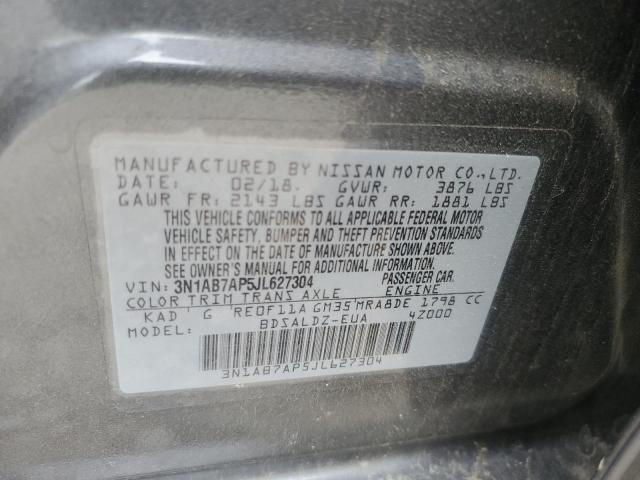 MANUFACTURED BY NISSAN MOTOR CO.,LTD.
DATE: 02/18. GVWR: 3876 LBS
GAWR FR: 2143 LBS GAWR RR: 1881 LBS
THIS VEHICLE CONFORMS TO ALL APPLICABLE FEDERAL MOTOR
VEHICLE SAFETY, BUMPER AND THEFT PREVENTION STANDARDS
IN EFFECT ON THE DATE OF MANUFACTURE SHOWN ABOVE.
SEE OWNER'S MANUAL FOR ADDITIONAL INFORMATION.
VIN: 3N1AB7AP5JL627304 PASSENGER CAR.
COLOR TRIM TRANS AXLE ENGINE
KAD G RE0F11A GM35 MRA8DE 1798 CC
MODEL: BDSALDZ-EUA 4Z000
3N1AB7AP5JL627304